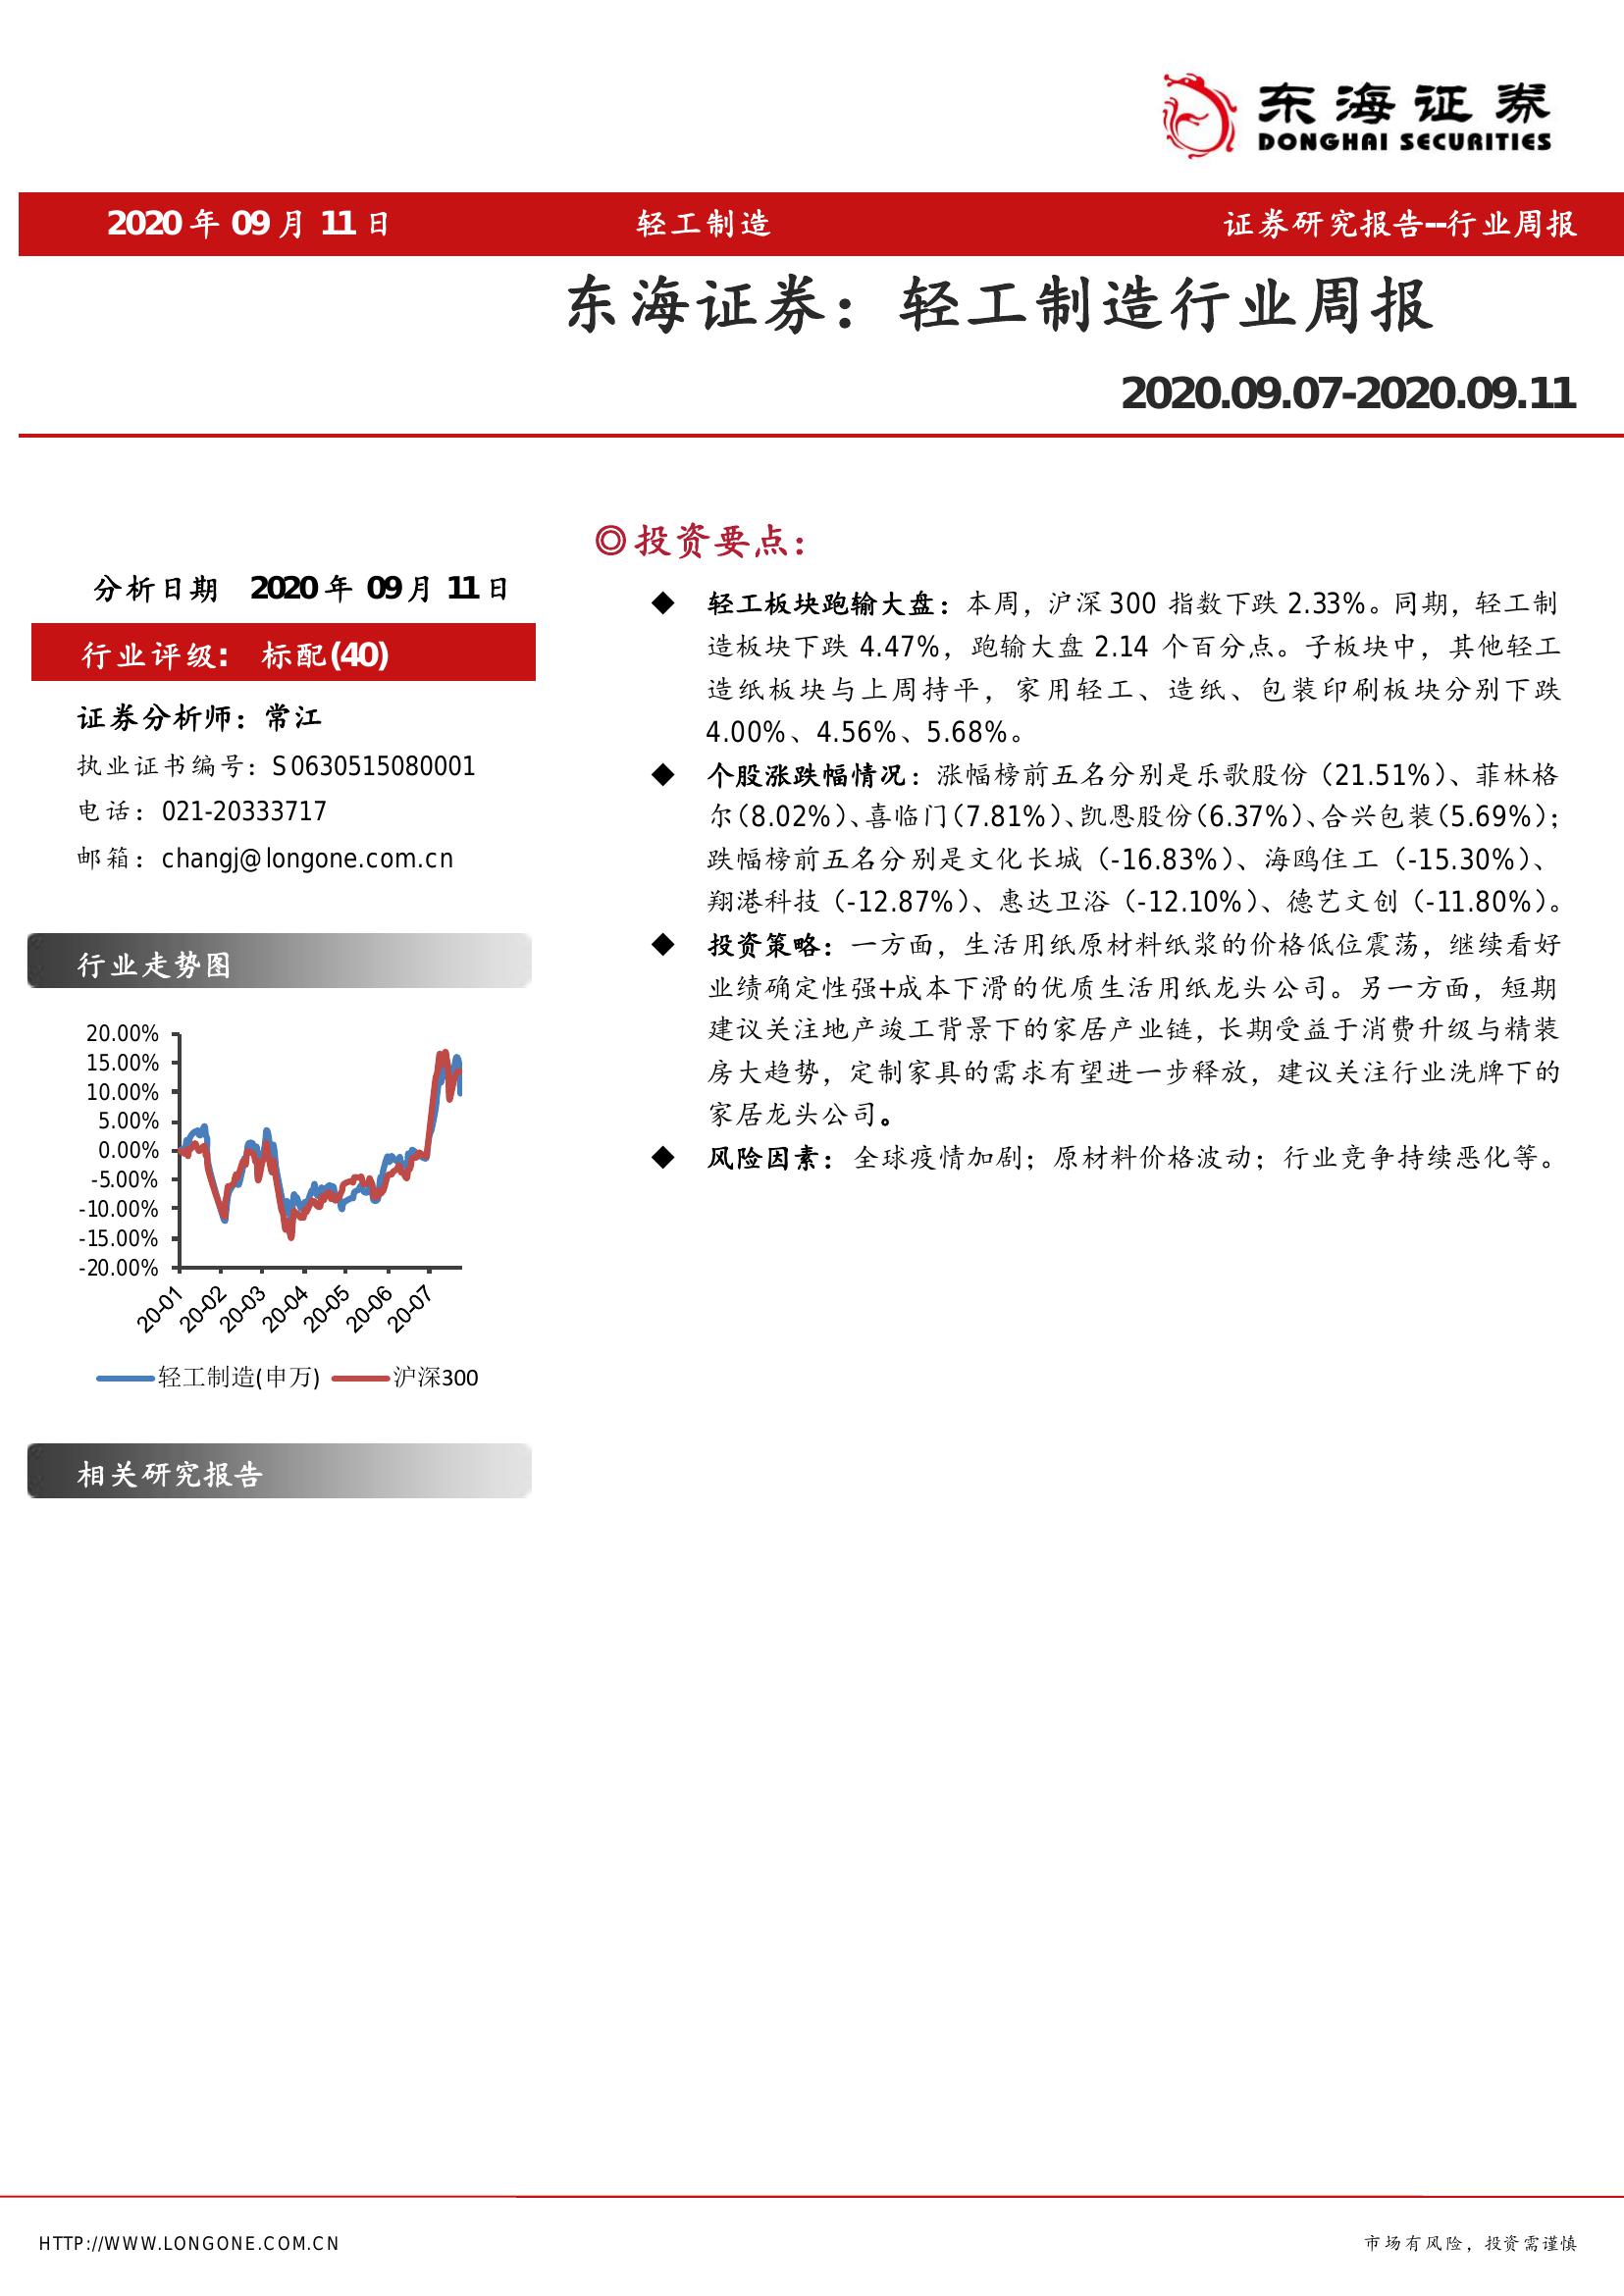 东海证券
DONGHAI SECURITIES
2020 年 09 月 11 日 轻工制造 证券研究报告--行业周报
东海证券：轻工制造行业周报
2020.09.07-2020.09.11
分析日期 2020 年 09 月 11 日
行业评级： 标配(40)
证券分析师：常江
执业证书编号：S0630515080001
电话：021-20333717
邮箱：changj@longone.com.cn
行业走势图
20.00%
15.00%
10.00%
5.00%
0.00%
-5.00%
-10.00%
-15.00%
-20.00%
20-01 20-02 20-03 20-04 20-05 20-06 20-07
轻工制造(申万) 沪深300
相关研究报告
◎投资要点：
◆ 轻工板块跑输大盘：本周，沪深 300 指数下跌 2.33%。同期，轻工制
造板块下跌 4.47%，跑输大盘 2.14 个百分点。子板块中，其他轻工
造纸板块与上周持平，家用轻工、造纸、包装印刷板块分别下跌
4.00%、4.56%、5.68%。
◆ 个股涨跌幅情况：涨幅榜前五名分别是乐歌股份（21.51%）、菲林格
尔（8.02%）、喜临门（7.81%）、凯恩股份（6.37%）、合兴包装（5.69%）；
跌幅榜前五名分别是文化长城（-16.83%）、海鸥住工（-15.30%）、
翔港科技（-12.87%）、惠达卫浴（-12.10%）、德艺文创（-11.80%）。
◆ 投资策略：一方面，生活用纸原材料纸浆的价格低位震荡，继续看好
业绩确定性强+成本下滑的优质生活用纸龙头公司。另一方面，短期
建议关注地产竣工背景下的家居产业链，长期受益于消费升级与精装
房大趋势，定制家具的需求有望进一步释放，建议关注行业洗牌下的
家居龙头公司。
◆ 风险因素：全球疫情加剧；原材料价格波动；行业竞争持续恶化等。
HTTP://WWW.LONGONE.COM.CN 市场有风险，投资需谨慎